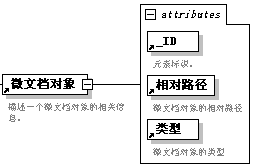 attributes
_ID
元素标识。
微文档对象
描述一个微文档对象的相关信
息。
相对路径
微文档对象的相对路径
类型
微文档对象的类型